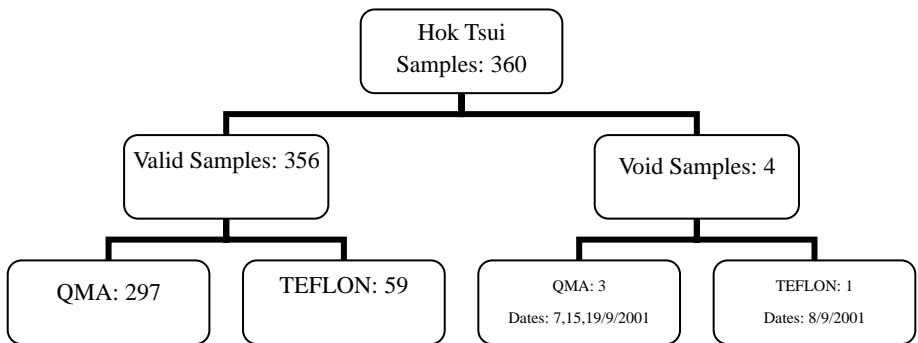 Hok Tsui
Samples: 360
Valid Samples: 356
Void Samples: 4
QMA: 297
TEFLON: 59
QMA: 3
Dates: 7,15,19/9/2001
TEFLON: 1
Dates: 8/9/2001